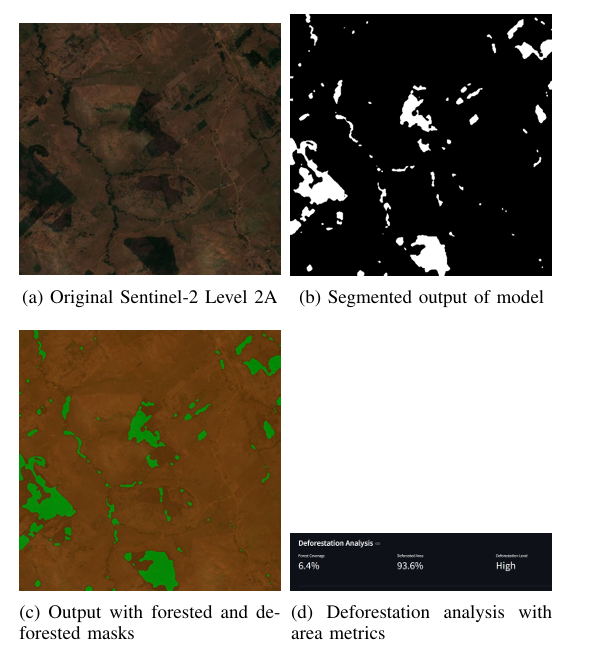 (a) Original Sentinel-2 Level 2A
(b) Segmented output of model
Deforestation Analysis
Forest Coverage
Deforested Area
Deforestation Level
6.4%
93.6%
High
(c) Output with forested and de-
forested masks
(d) Deforestation analysis with
area metrics